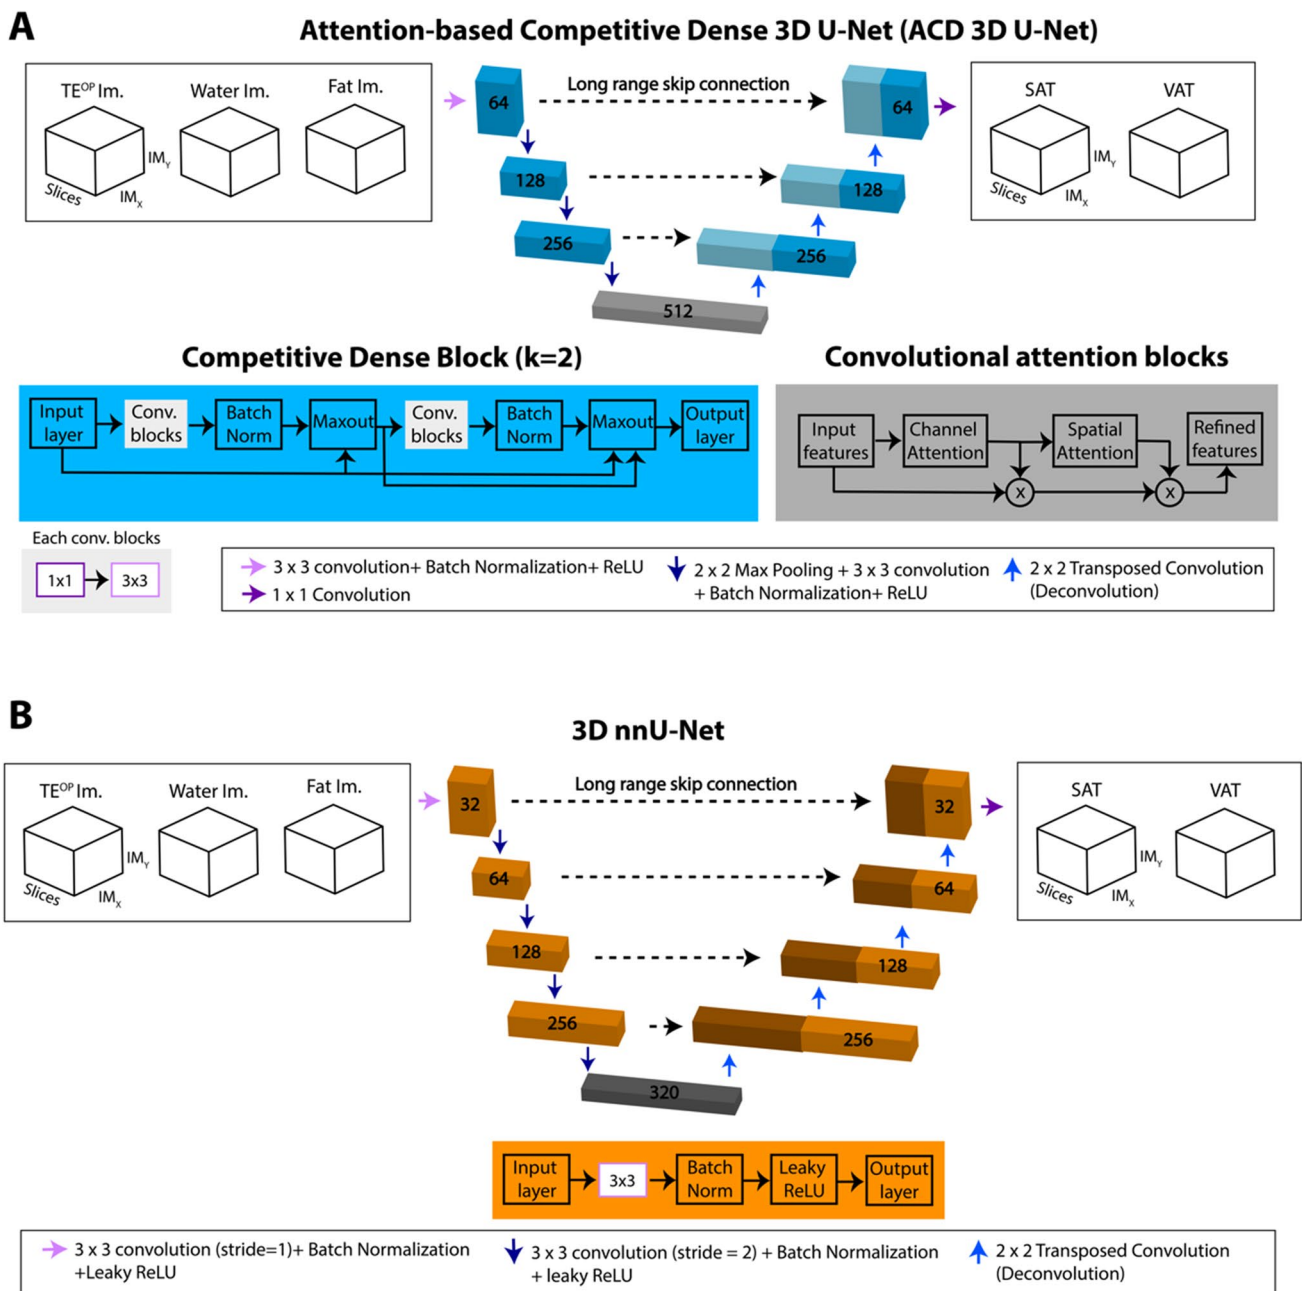 A
Attention-based Competitive Dense 3D U-Net (ACD 3D U-Net)
TE^OP Im.
Water Im.
Fat Im.
IM_Y
Slices
IM_X
64
Long range skip connection
64
128
128
256
256
512
SAT
VAT
IM_Y
Slices
IM_X
Competitive Dense Block (k=2)
Input
layer
Conv.
blocks
Batch
Norm
Maxout
Conv.
blocks
Batch
Norm
Maxout
Output
layer
Convolutional attention blocks
Input
features
Channel
Attention
Spatial
Attention
Refined
features
x
x
Each conv. blocks
1x1
3x3
3 x 3 convolution+ Batch Normalization+ ReLU
1 x 1 Convolution
2 x 2 Max Pooling + 3 x 3 convolution
+ Batch Normalization+ ReLU
2 x 2 Transposed Convolution
(Deconvolution)
B
3D nnU-Net
TE^OP Im.
Water Im.
Fat Im.
IM_Y
Slices
IM_X
32
Long range skip connection
32
64
64
128
128
256
256
320
SAT
VAT
IM_Y
Slices
IM_X
Input
layer
3x3
Batch
Norm
Leaky
ReLU
Output
layer
3 x 3 convolution (stride=1)+ Batch Normalization
+Leaky ReLU
3 x 3 convolution (stride = 2) + Batch Normalization
+ leaky ReLU
2 x 2 Transposed Convolution
(Deconvolution)